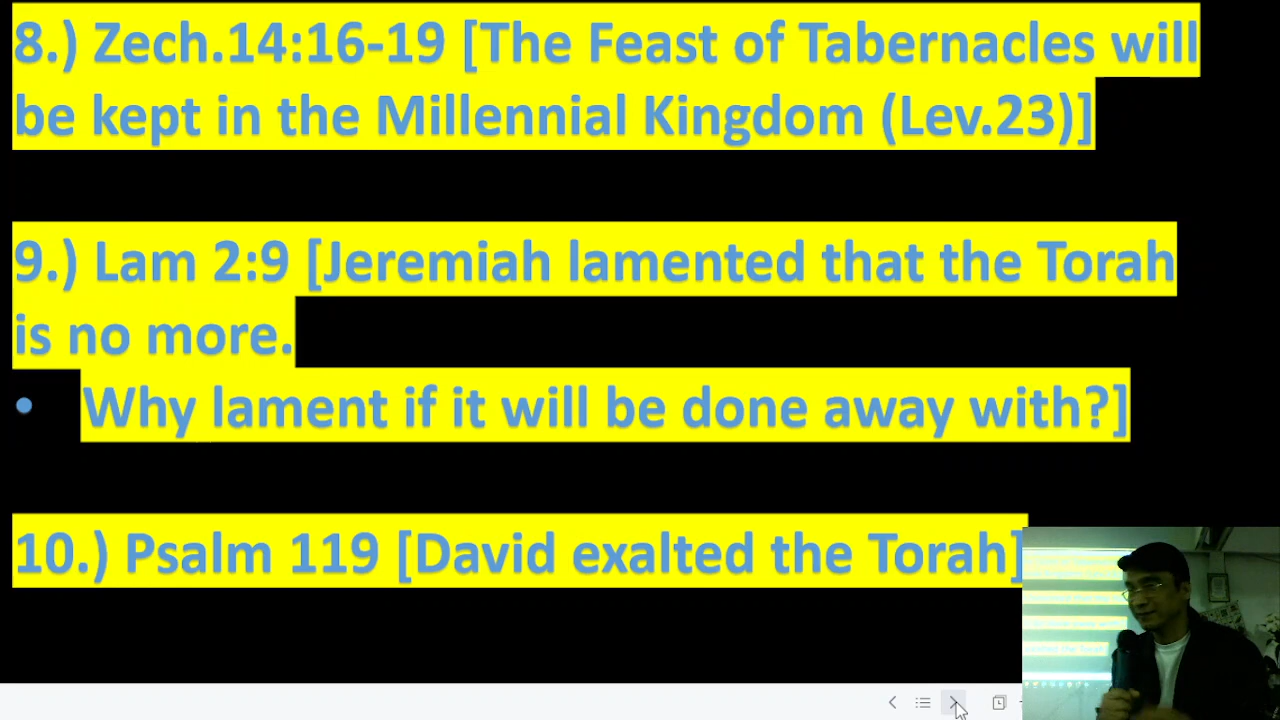 8.) Zech.14:16-19 [The Feast of Tabernacles will
be kept in the Millennial Kingdom (Lev.23)]
9.) Lam 2:9 [Jeremiah lamented that the Torah
is no more.
• Why lament if it will be done away with?]
10.) Psalm 119 [David exalted the Torah]